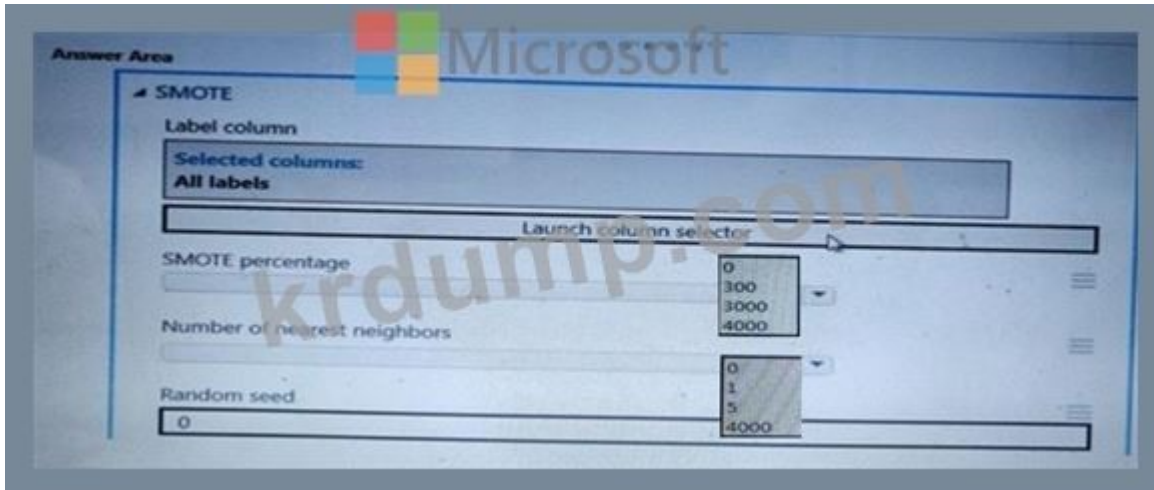 Microsoft
Answer Area
SMOTE
Label column
Selected columns:
All labels
Launch column selector
krdump.com
SMOTE percentage
0
300
3000
4000
Number of nearest neighbors
0
1
5
4000
Random seed
0